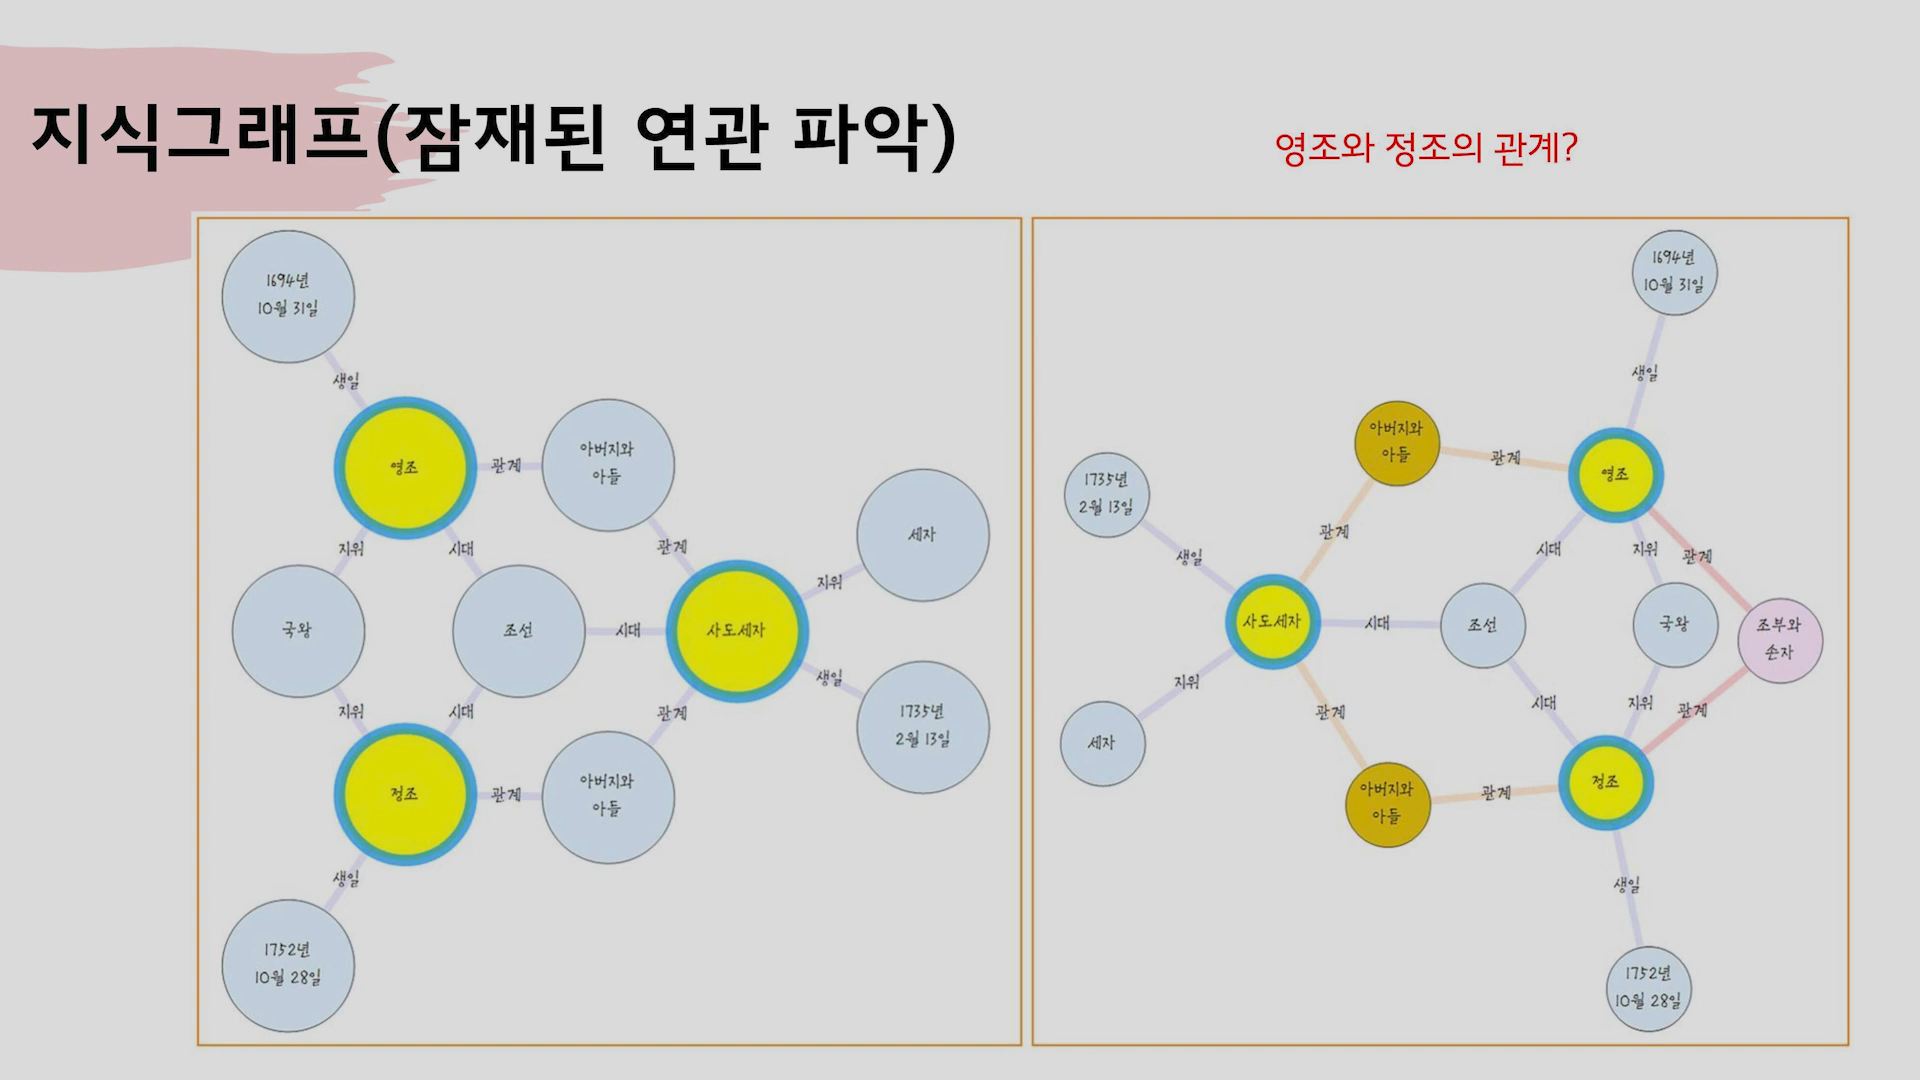 지식그래프(잠재된 연관 파악)
영조와 정조의 관계?
1694년
10월 31일
생일
영조
관계
아버지와
아들
지위
시대
관계
세자
지위
국왕
조선
시대
사도세자
생일
지위
시대
관계
1735년
2월 13일
정조
관계
아버지와
아들
생일
1752년
10월 28일
1694년
10월 31일
생일
아버지와
아들
관계
영조
1735년
2월 13일
생일
관계
시대
지위
관계
사도세자
시대
조선
국왕
조부와
손자
지위
관계
시대
지위
관계
세자
아버지와
아들
관계
정조
생일
1752년
10월 28일